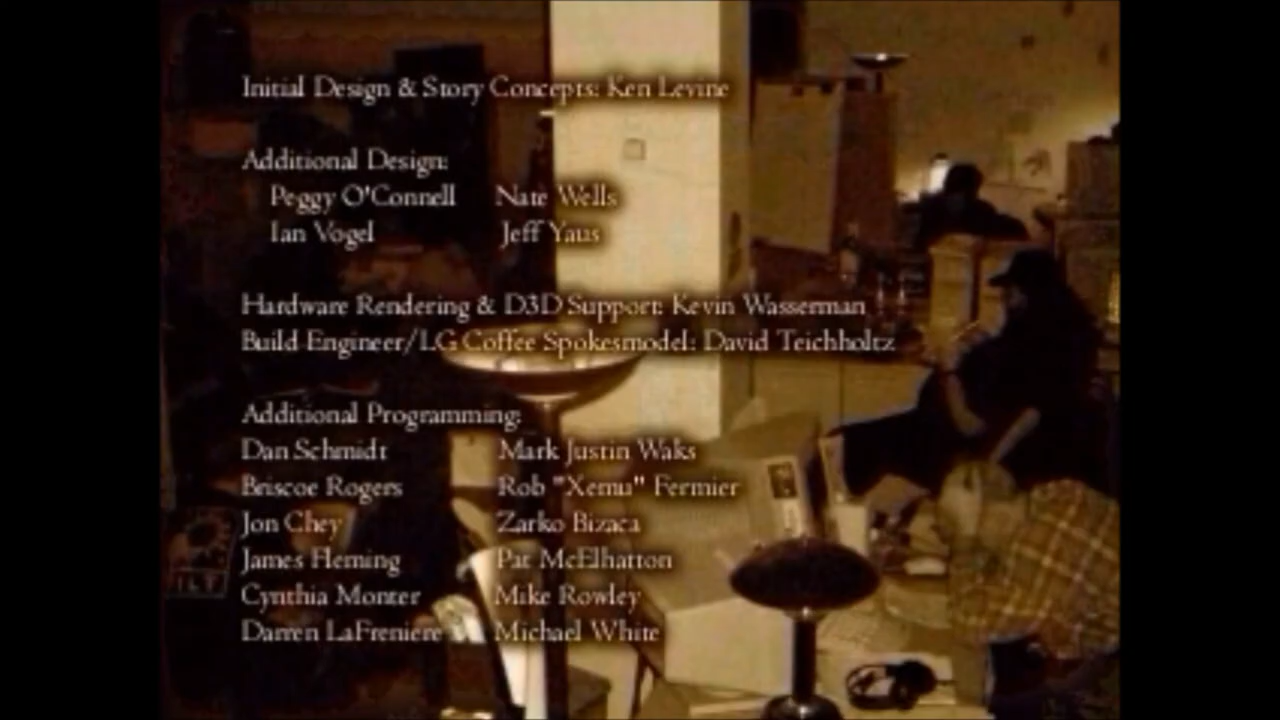 Initial Design & Story Concepts: Ken Levine
Additional Design:
Peggy O'Connell Nate Wells
Ian Vogel Jeff Yaus
Hardware Rendering & D3D Support: Kevin Wasserman
Build Engineer/LG Coffee Spokesmodel: David Teichholtz
Additional Programming:
Dan Schmidt Mark Justin Waks
Briscoe Rogers Rob "Xemu" Fermier
Jon Chey Zarko Bizaca
James Fleming Pat McElhatton
Cynthia Monter Mike Rowley
Darren LaFreniere Michael White
ILT